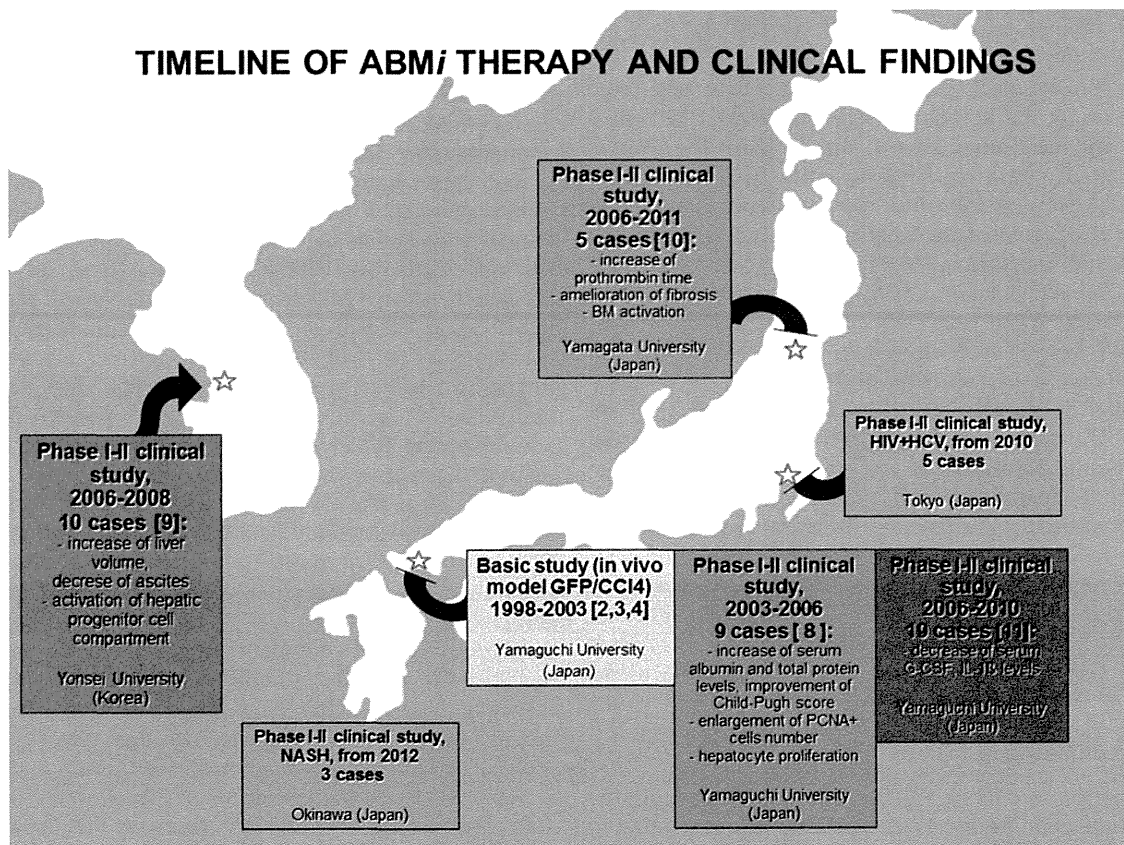 TIMELINE OF ABMi THERAPY AND CLINICAL FINDINGS
Phase I-II clinical
study,
2006-2011
5 cases [10]:
- increase of
prothrombin time
- amelioration of fibrosis
- BM activation
Yamagata University
(Japan)
Phase I-II clinical
study,
2006-2008
10 cases [9]:
- increase of liver
volume,
decrese of ascites
- activation of hepatic
progenitor cell
compartment
Yonsei University
(Korea)
Phase I-II clinical study,
HIV+HCV, from 2010
5 cases
Tokyo (Japan)
Basic study (in vivo
model GFP/CCl4)
1998-2003 [2,3,4]
Yamaguchi University
(Japan)
Phase I-II clinical
study,
2003-2006
9 cases [ 8 ]:
- increase of serum
albumin and total protein
levels, improvement of
Child-Pugh score
- enlargement of PCNA+
cells number
- hepatocyte proliferation
Yamaguchi University
(Japan)
Phase I-II clinical
study,
2006-2010
cases [11]:
- decrease of serum
levels
Yamaguchi University
(Japan)
Phase I-II clinical study,
NASH, from 2012
3 cases
Okinawa (Japan)